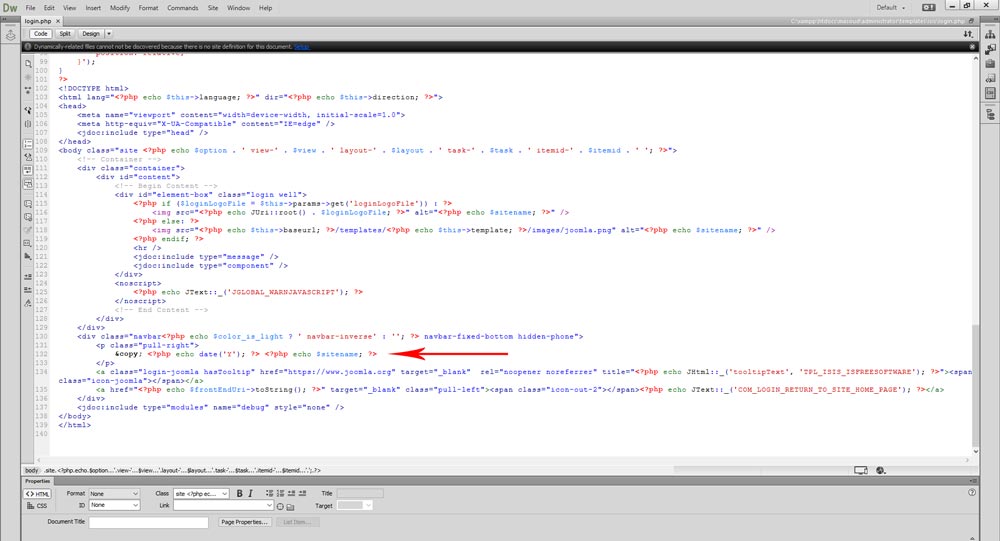 Dw File Edit View Insert Modify Format Commands Site Window Help Default
login.php ×
Code Split Design
Dynamically-related files cannot be discovered because there is no site definition for this document. Setup
99 }');
100 }
101 ?>
102 <!DOCTYPE html>
103 <html lang="<?php echo $this->language; ?>" dir="<?php echo $this->direction; ?>">
104 <head>
105 <meta name="viewport" content="width=device-width, initial-scale=1.0">
106 <meta http-equiv="X-UA-Compatible" content="IE=edge" />
107 <jdoc:include type="head" />
108 </head>
109 <body class="site <?php echo $option . ' view-' . $view . ' layout-' . $layout . ' task-' . $task . ' itemid-' . $itemid . ' '; ?>">
110 <!-- Container -->
111 <div class="container">
112 <div id="content">
113 <!-- Begin Content -->
114 <div id="element-box" class="login well">
115 <?php if ($loginLogoFile = $this->params->get('loginLogoFile')) : ?>
116 <img src="<?php echo JUri::root() . $loginLogoFile; ?>" alt="<?php echo $sitename; ?>" />
117 <?php else: ?>
118 <img src="<?php echo $this->baseurl; ?>/templates/<?php echo $this->template; ?>/images/joomla.png" alt="<?php echo $sitename; ?>" />
119 <?php endif; ?>
120 <hr />
121 <jdoc:include type="message" />
122 <jdoc:include type="component" />
123 </div>
124 <noscript>
125 <?php echo JText::_('JGLOBAL_WARNJAVASCRIPT'); ?>
126 </noscript>
127 <!-- End Content -->
128 </div>
129 </div>
130 <div class="navbar<?php echo $color_is_light ? ' navbar-inverse' : ''; ?> navbar-fixed-bottom hidden-phone">
131 <p class="pull-right">
132 &copy; <?php echo date('Y'); ?> <?php echo $sitename; ?>
133 </p>
134 <a class="login-joomla hasTooltip" href="https://www.joomla.org" target="_blank" rel="noopener noreferrer" title="<?php echo JHtml::_('tooltipText', 'TPL_ISIS_ISFREESOFTWARE'); ?>"><span
class="icon-joomla"></span></a>
135 <a href="<?php echo $frontEndUri->toString(); ?>" target="_blank" class="pull-left"><span class="icon-out-2"></span><?php echo JText::_('COM_LOGIN_RETURN_TO_SITE_HOME_PAGE'); ?></a>
136 </div>
137 <jdoc:include type="modules" name="debug" style="none" />
138 </body>
139 </html>
140
body .site. <?php.echo.$option...'.view-'...$view...'.layout-'...$layout...'.task-'...$task...'.itemid-'...$itemid...'.';.?>
Properties
<> HTML Format None Class site <?php ec... B I Title
CSS ID None Link Target
Document Title Page Properties... List Item...